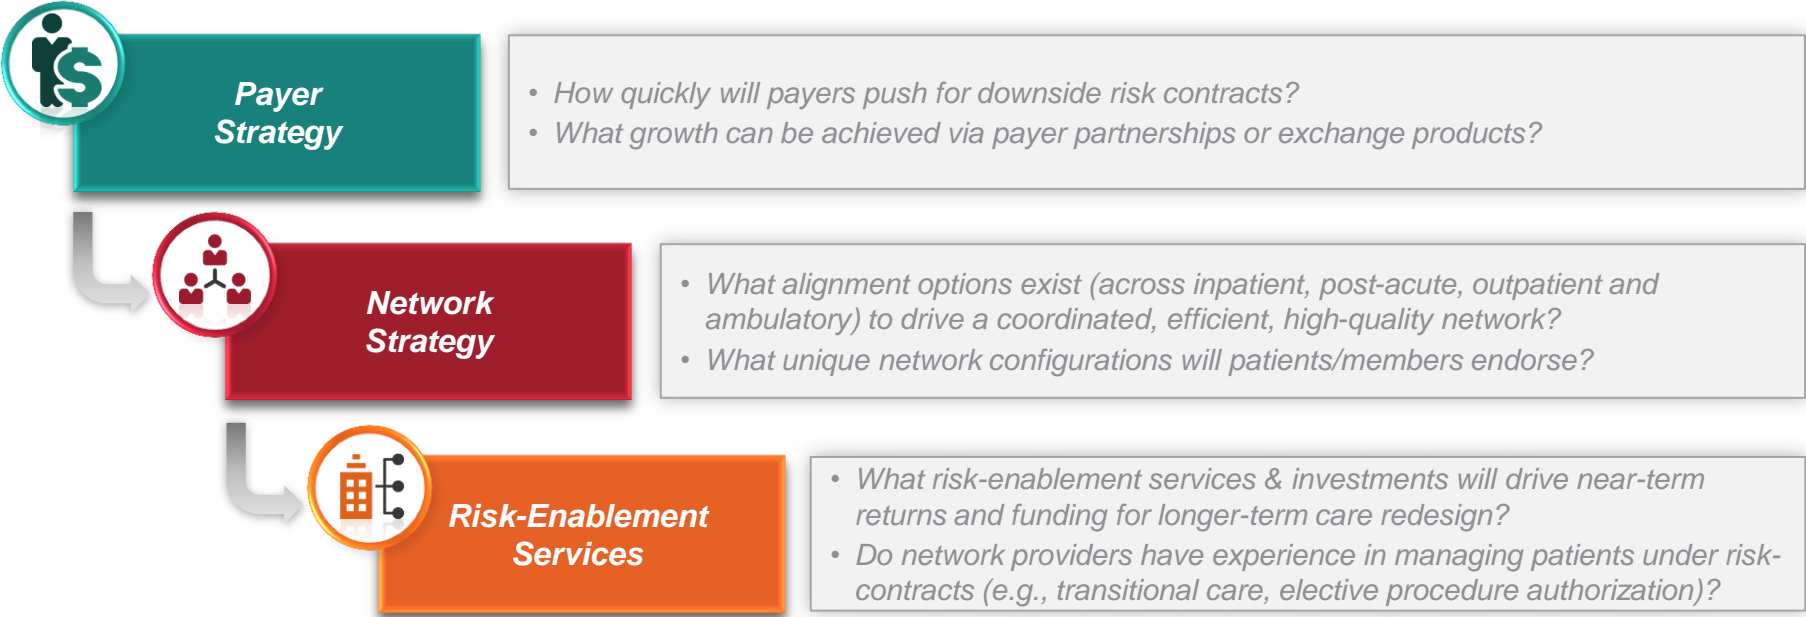 Payer
Strategy
• How quickly will payers push for downside risk contracts?
• What growth can be achieved via payer partnerships or exchange products?
Network
Strategy
• What alignment options exist (across inpatient, post-acute, outpatient and
ambulatory) to drive a coordinated, efficient, high-quality network?
• What unique network configurations will patients/members endorse?
Risk-Enablement
Services
• What risk-enablement services & investments will drive near-term
returns and funding for longer-term care redesign?
• Do network providers have experience in managing patients under risk-
contracts (e.g., transitional care, elective procedure authorization)?